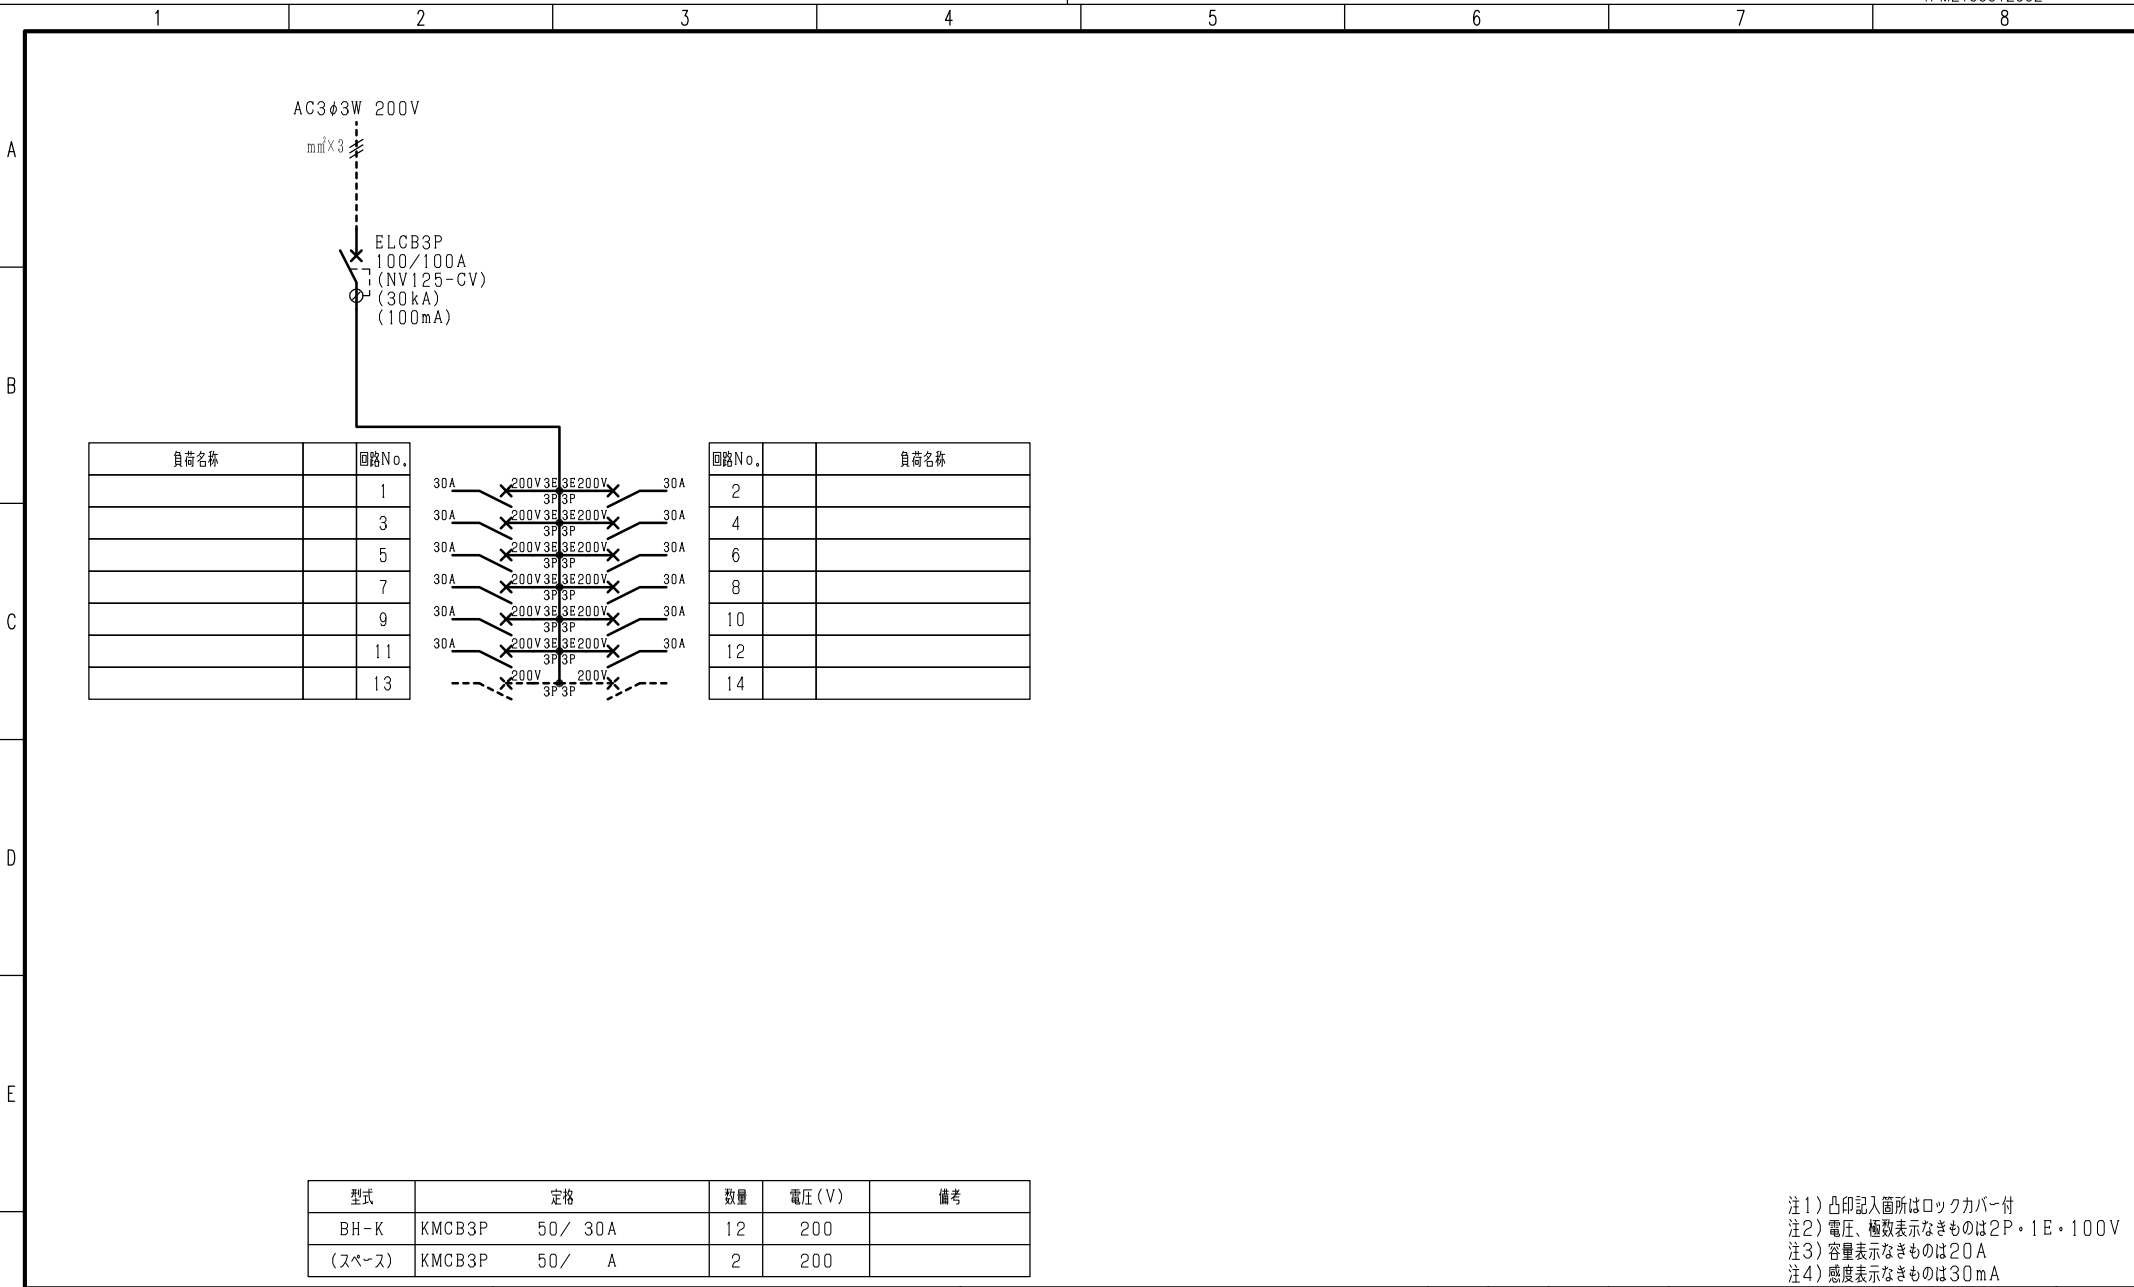 1 2 3 4 5 6 7 8
A
B
C
D
E
AC3φ3W 200V
mm²×3
ELCB3P
100/100A
(NV125-CV)
(30kA)
(100mA)
負荷名称 回路No. 回路No. 負荷名称
1 30A 200V 3E 3E 200V 30A 2
3P 3P
3 30A 200V 3E 3E 200V 30A 4
3P 3P
5 30A 200V 3E 3E 200V 30A 6
3P 3P
7 30A 200V 3E 3E 200V 30A 8
3P 3P
9 30A 200V 3E 3E 200V 30A 10
3P 3P
11 30A 200V 3E 3E 200V 30A 12
3P 3P
13 200V 200V 14
3P 3P
型式 定格 数量 電圧(V) 備考
BH-K KMCB3P 50/ 30A 12 200
(スペース) KMCB3P 50/ A 2 200
注1)凸印記入箇所はロックカバー付
注2)電圧、極数表示なきものは2P・1E・100V
注3)容量表示なきものは20A
注4)感度表示なきものは30mA